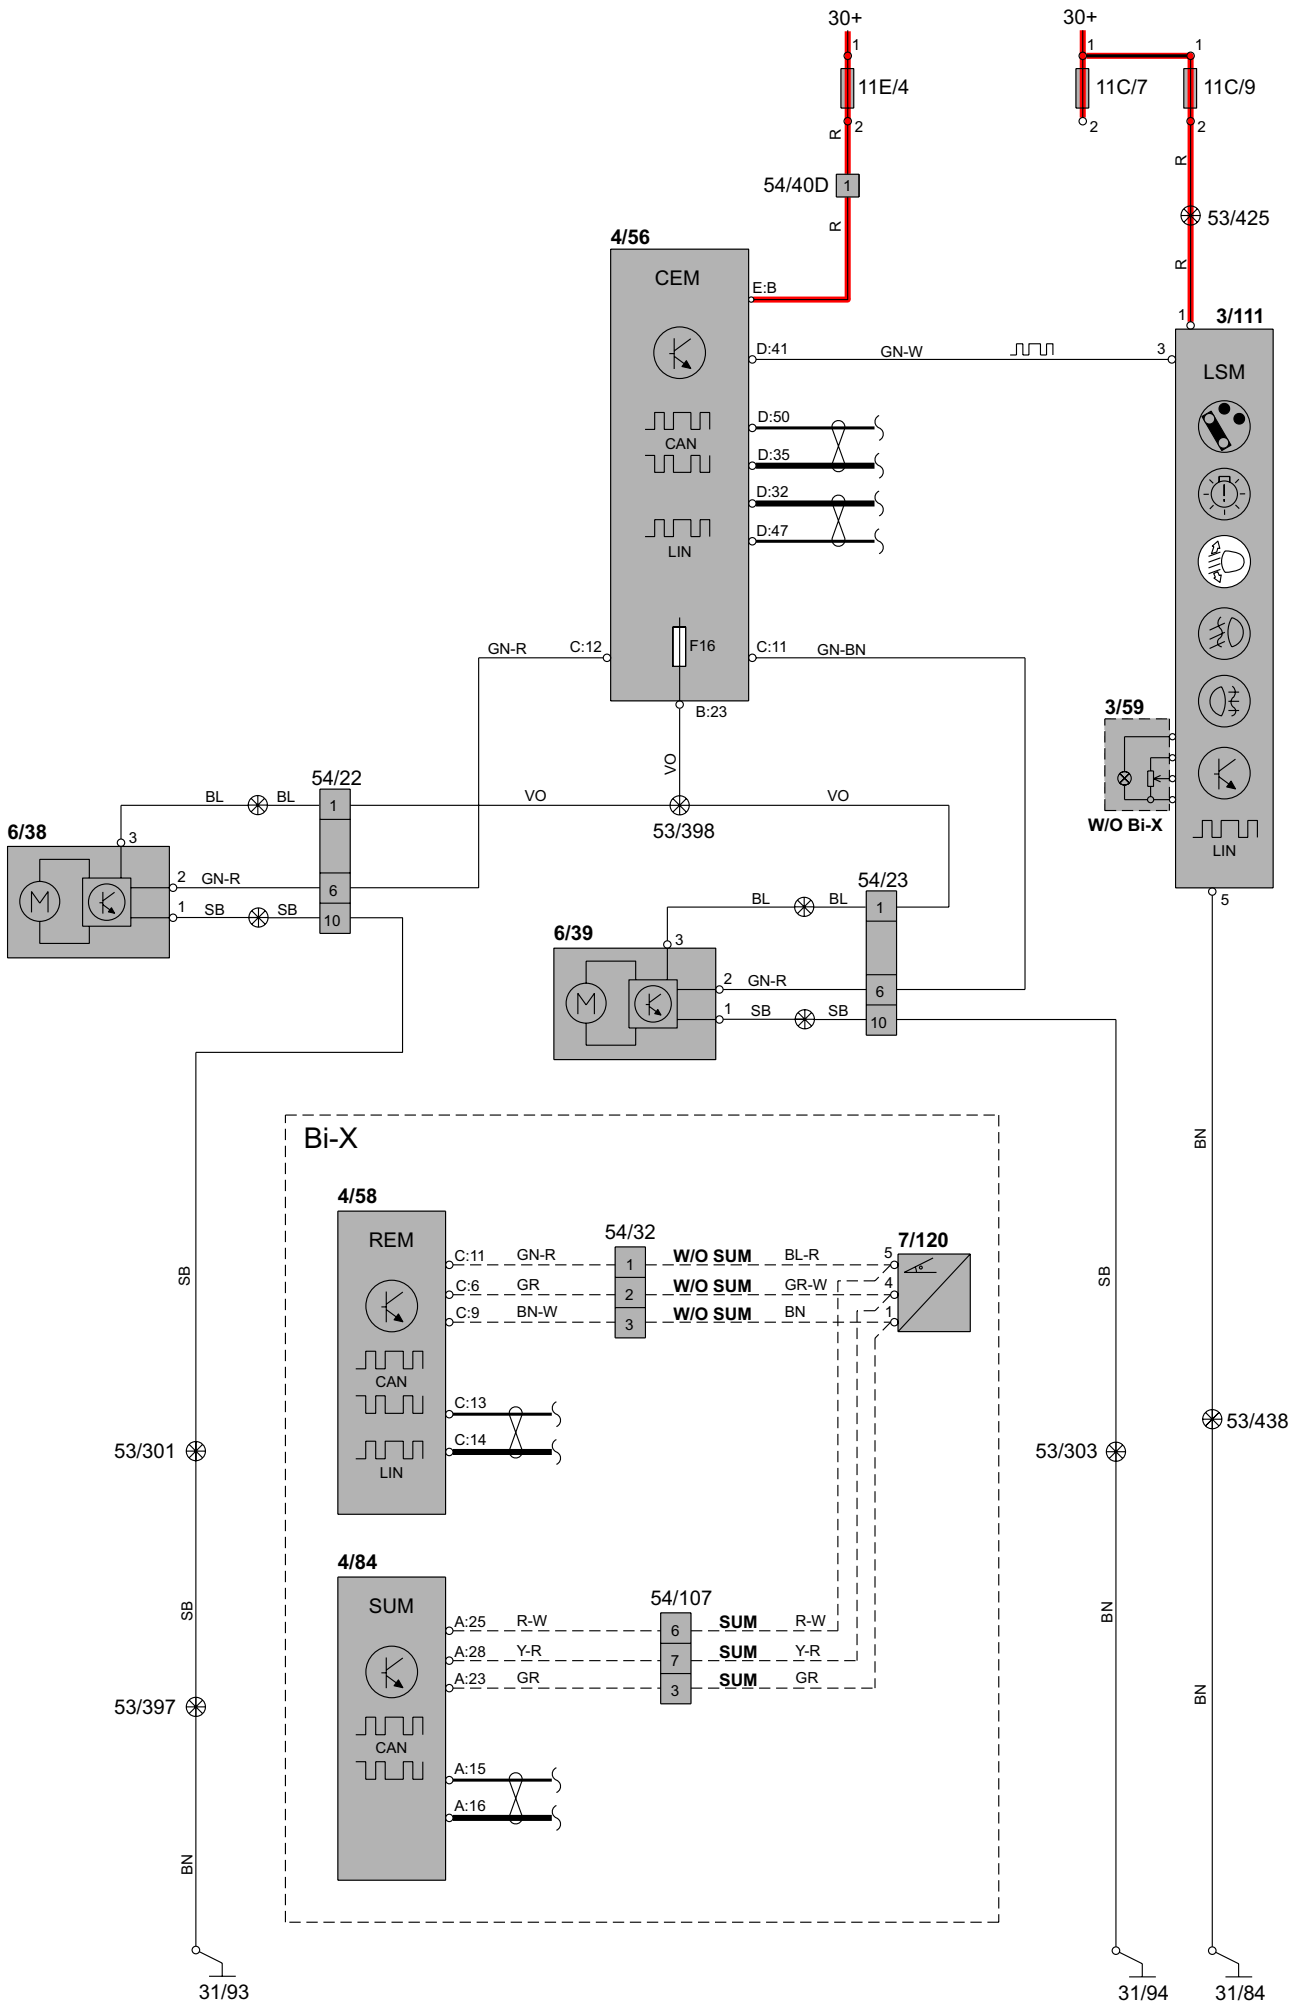 30+
30+
1
1
1
11E/4
11C/7
11C/9
2
2
2
R
R
54/40D
1
53/425
R
R
4/56
CEM
E:B
1
3/111
D:41
GN-W
3
LSM
D:50
CAN
D:35
D:32
LIN
D:47
GN-R
C:12
F16
C:11
GN-BN
B:23
3/59
VO
54/22
BL
BL
1
VO
VO
53/398
W/O Bi-X
LIN
6/38
3
M
2
GN-R
6
1
SB
SB
10
54/23
5
BL
BL
1
6/39
3
M
2
GN-R
6
1
SB
SB
10
Bi-X
BN
4/58
REM
54/32
7/120
C:11
GN-R
1
W/O SUM
BL-R
5
C:6
GR
2
W/O SUM
GR-W
4
C:9
BN-W
3
W/O SUM
BN
1
SB
SB
CAN
C:13
C:14
LIN
53/301
53/303
53/438
4/84
SUM
54/107
A:25
R-W
6
SUM
R-W
A:28
Y-R
7
SUM
Y-R
A:23
GR
3
SUM
GR
SB
BN
BN
53/397
CAN
A:15
A:16
BN
31/93
31/94
31/84